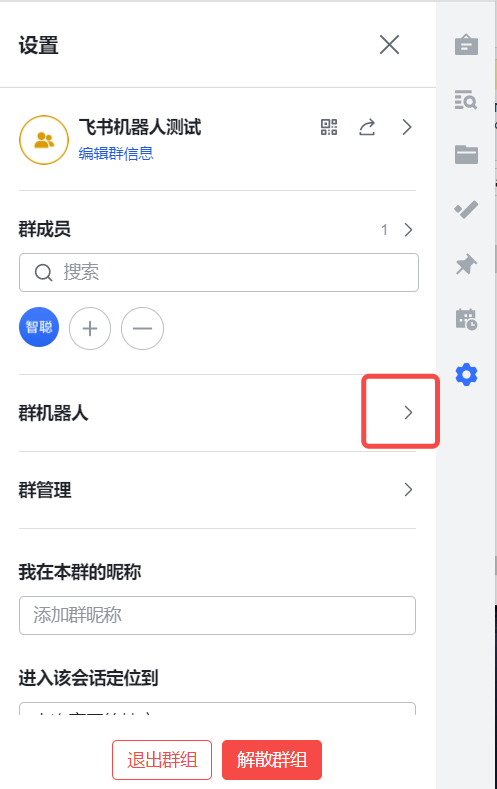 设置
飞书机器人测试
编辑群信息
群成员
1
搜索
智聪
群机器人
群管理
我在本群的昵称
添加群昵称
进入该会话定位到
退出群组
解散群组